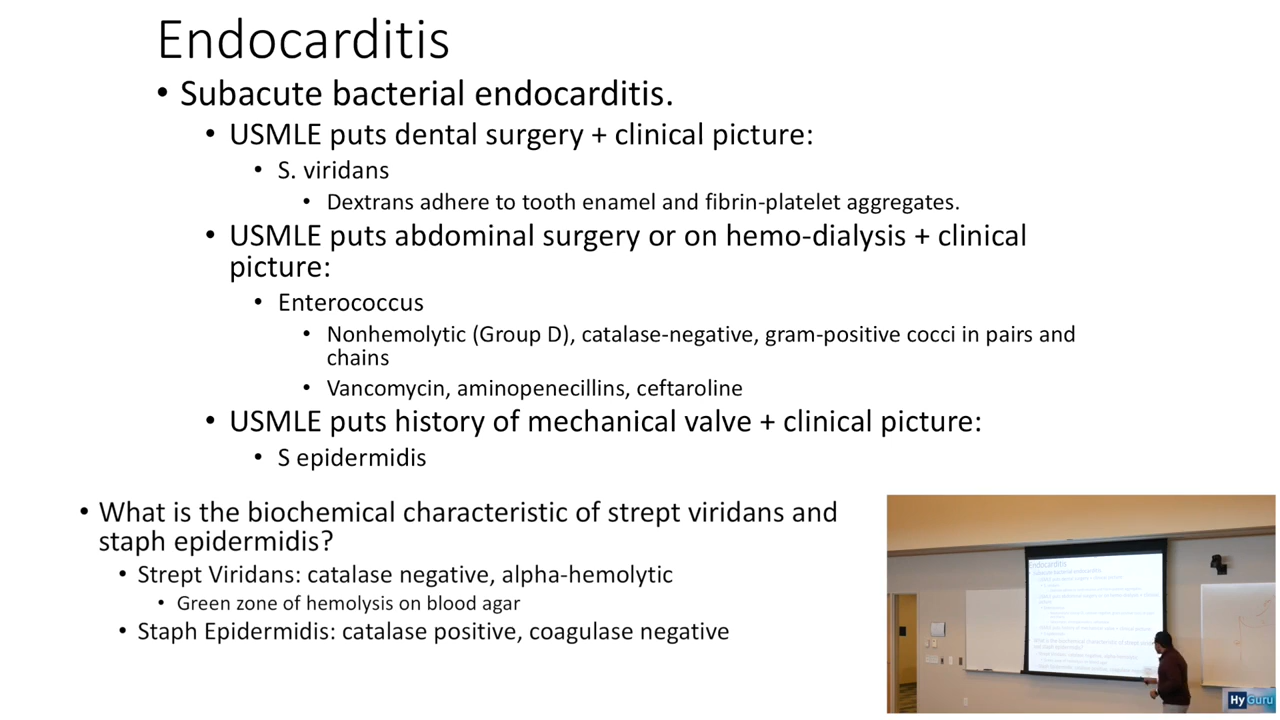 Endocarditis
• Subacute bacterial endocarditis.
• USMLE puts dental surgery + clinical picture:
• S. viridans
• Dextrans adhere to tooth enamel and fibrin-platelet aggregates.
• USMLE puts abdominal surgery or on hemo-dialysis + clinical
picture:
• Enterococcus
• Nonhemolytic (Group D), catalase-negative, gram-positive cocci in pairs and
chains
• Vancomycin, aminopenecillins, ceftaroline
• USMLE puts history of mechanical valve + clinical picture:
• S epidermidis
• What is the biochemical characteristic of strept viridans and
staph epidermidis?
• Strept Viridans: catalase negative, alpha-hemolytic
• Green zone of hemolysis on blood agar
• Staph Epidermidis: catalase positive, coagulase negative
Endocarditis
HyGuru